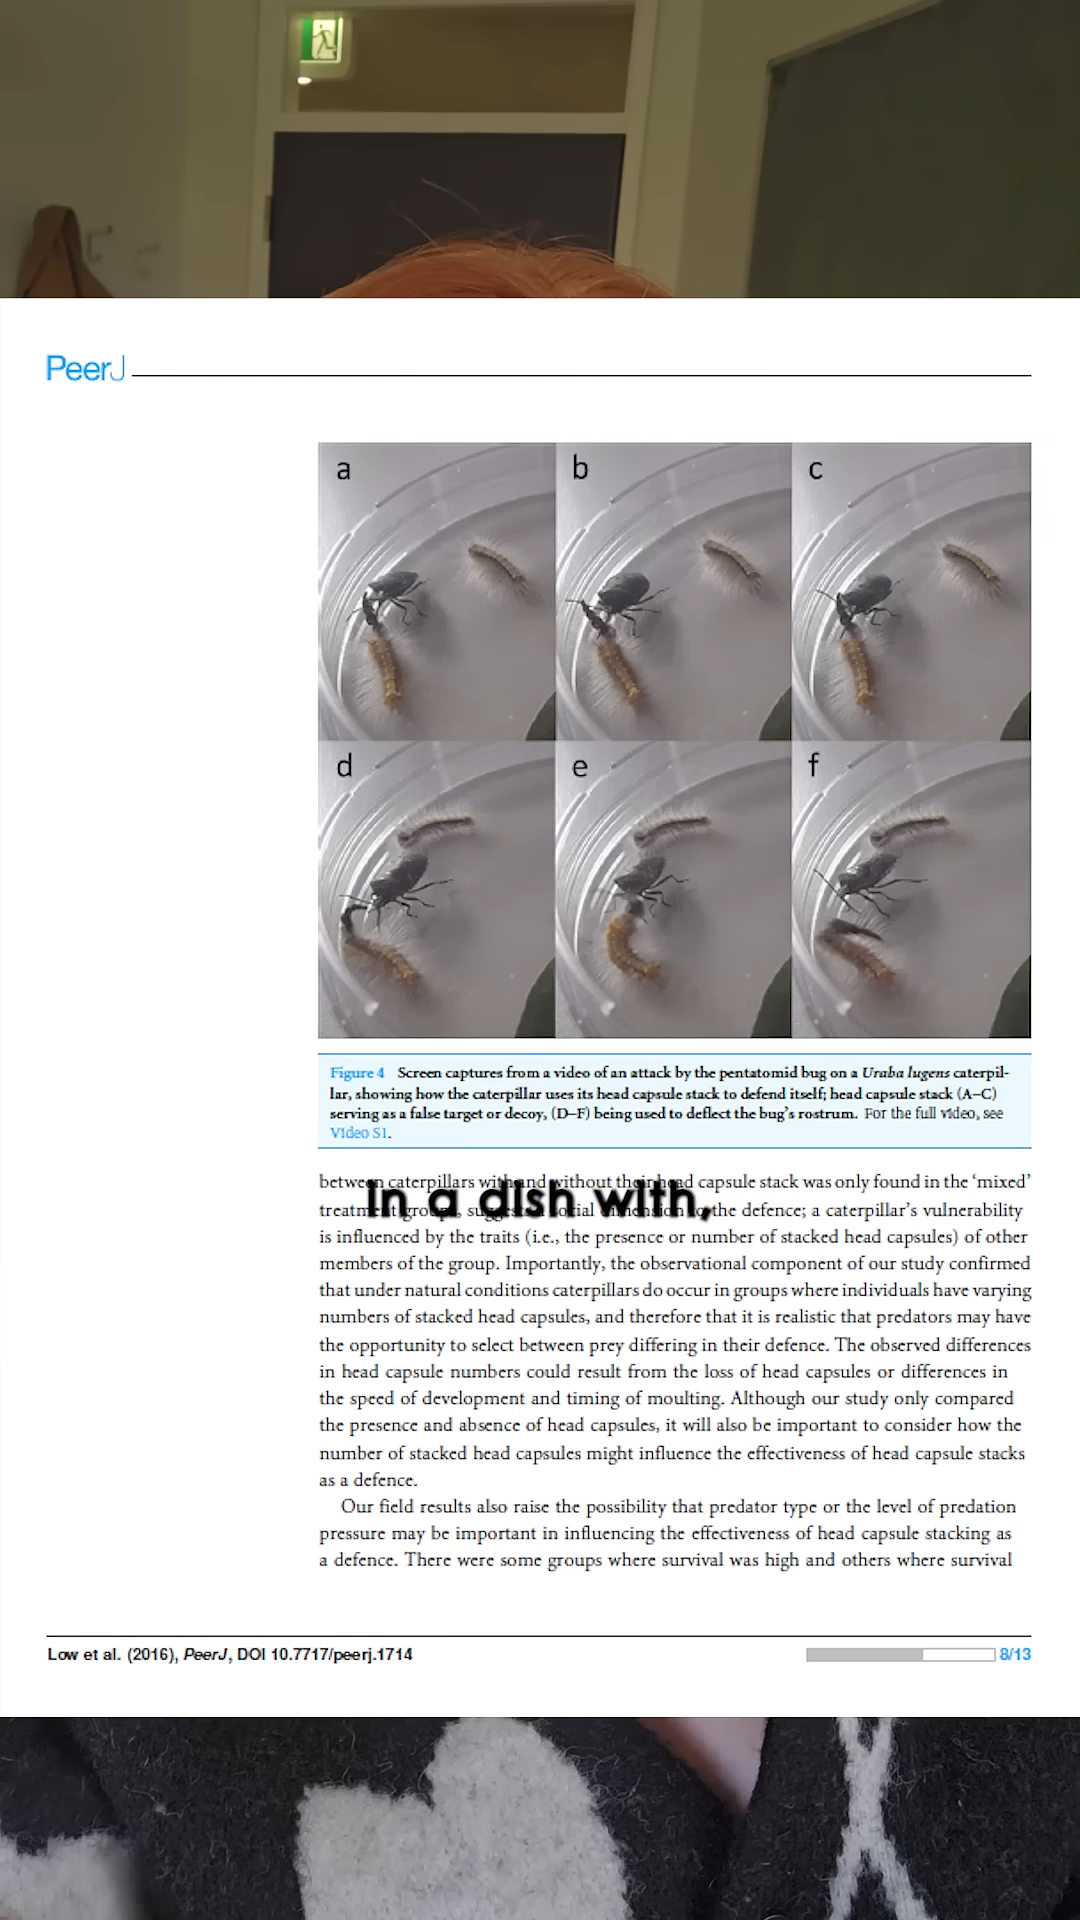 PeerJ
a
b
c
d
e
f
Figure 4 Screen captures from a video of an attack by the pentatomid bug on a Uraba lugens caterpil-
lar, showing how the caterpillar uses its head capsule stack to defend itself; head capsule stack (A–C)
serving as a false target or decoy, (D–F) being used to deflect the bug's rostrum. For the full video, see
Video S1.
between caterpillars with and without their head capsule stack was only found in the ‘mixed’
In a dish with,
treatment groups, suggests social dimension to the defence; a caterpillar's vulnerability
is influenced by the traits (i.e., the presence or number of stacked head capsules) of other
members of the group. Importantly, the observational component of our study confirmed
that under natural conditions caterpillars do occur in groups where individuals have varying
numbers of stacked head capsules, and therefore that it is realistic that predators may have
the opportunity to select between prey differing in their defence. The observed differences
in head capsule numbers could result from the loss of head capsules or differences in
the speed of development and timing of moulting. Although our study only compared
the presence and absence of head capsules, it will also be important to consider how the
number of stacked head capsules might influence the effectiveness of head capsule stacks
as a defence.
Our field results also raise the possibility that predator type or the level of predation
pressure may be important in influencing the effectiveness of head capsule stacking as
a defence. There were some groups where survival was high and others where survival
Low et al. (2016), PeerJ, DOI 10.7717/peerj.1714
8/13